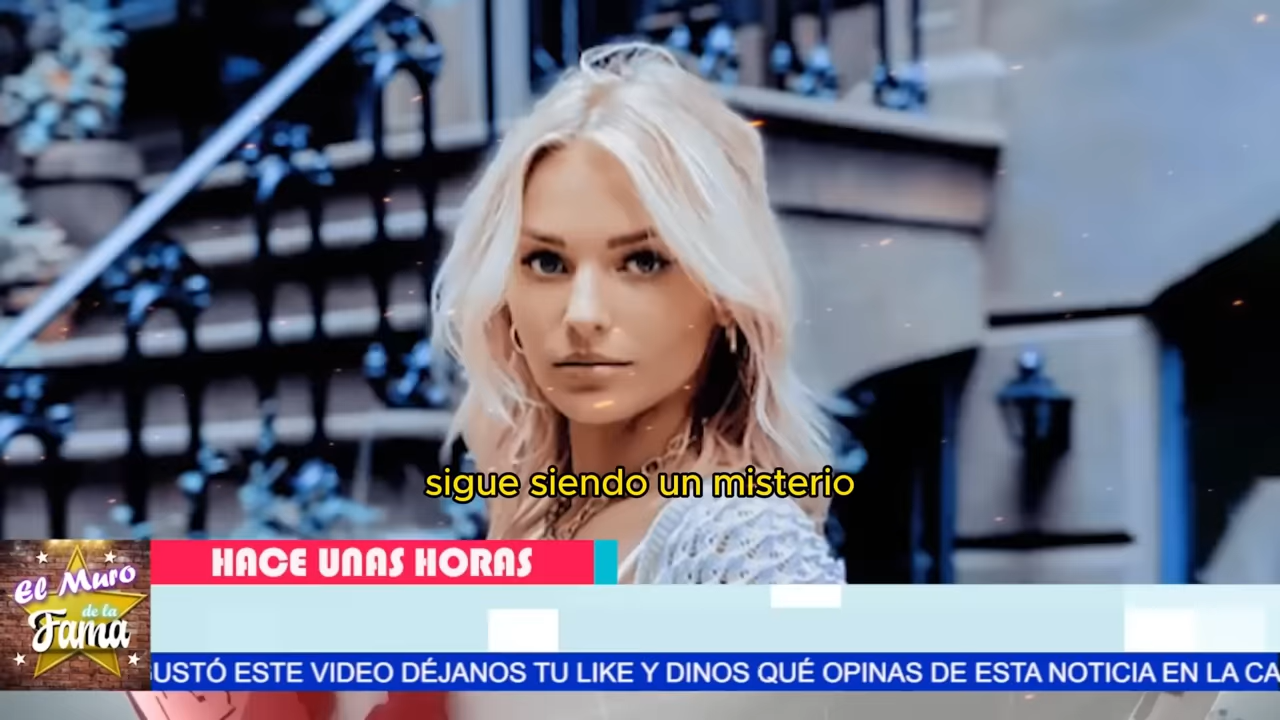 sigue siendo un misterio
HACE UNAS HORAS
El Muro
de la
Fama
USTÓ ESTE VIDEO DÉJANOS TU LIKE Y DINOS QUÉ OPINAS DE ESTA NOTICIA EN LA CA